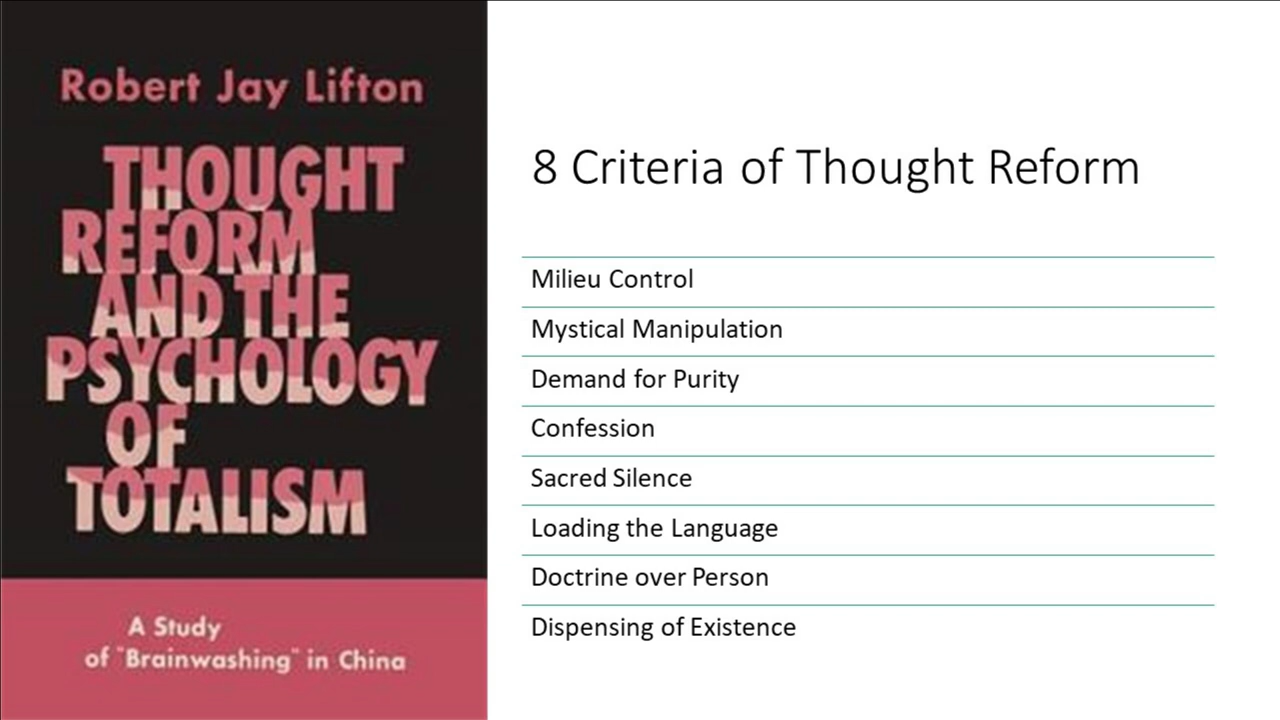 Robert Jay Lifton
THOUGHT
REFORM
AND THE
PSYCHOLOGY
OF
TOTALISM
A Study
of "Brainwashing" in China
8 Criteria of Thought Reform
Milieu Control
Mystical Manipulation
Demand for Purity
Confession
Sacred Silence
Loading the Language
Doctrine over Person
Dispensing of Existence